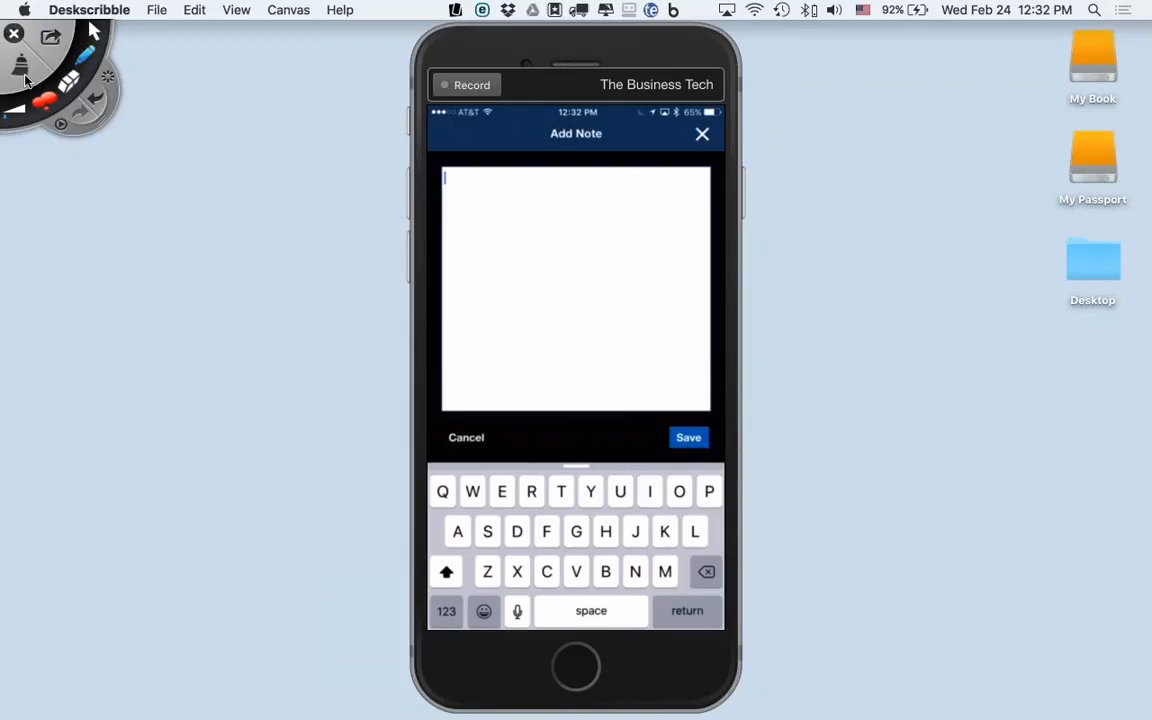 Deskscribble File Edit View Canvas Help 92% Wed Feb 24 12:32 PM
Record The Business Tech
AT&T 12:32 PM 65%
Add Note
My Book
My Passport
Desktop
Cancel Save
Q W E R T Y U I O P
A S D F G H J K L
Z X C V B N M
123 space return